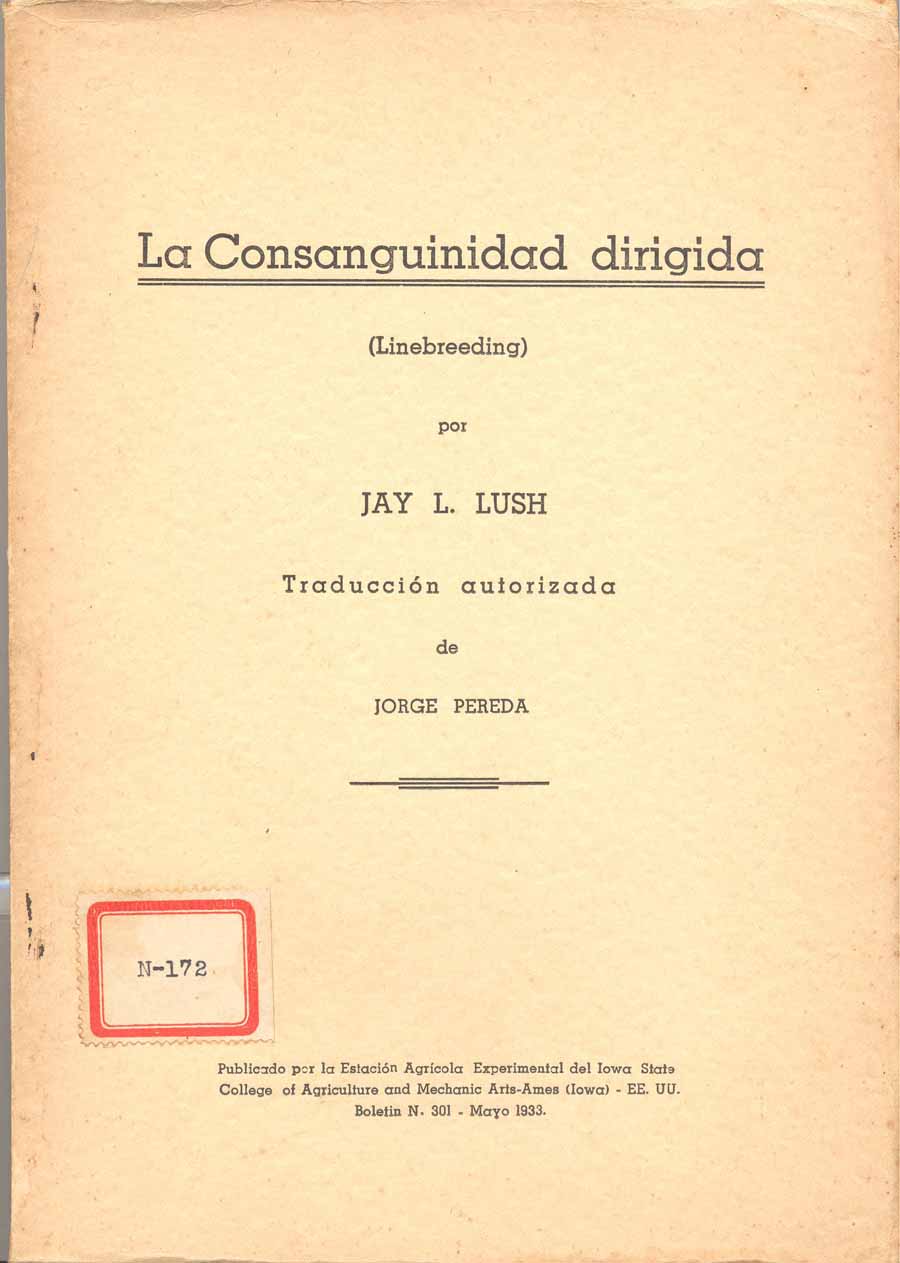 La Consanguinidad dirigida
(Linebreeding)
por
JAY L. LUSH
Traducción autorizada
de
JORGE PEREDA
N-172
Publicado por la Estación Agrícola Experimental del Iowa State
College of Agriculture and Mechanic Arts-Ames (Iowa) - EE. UU.
Boletin N. 301 - Mayo 1933.